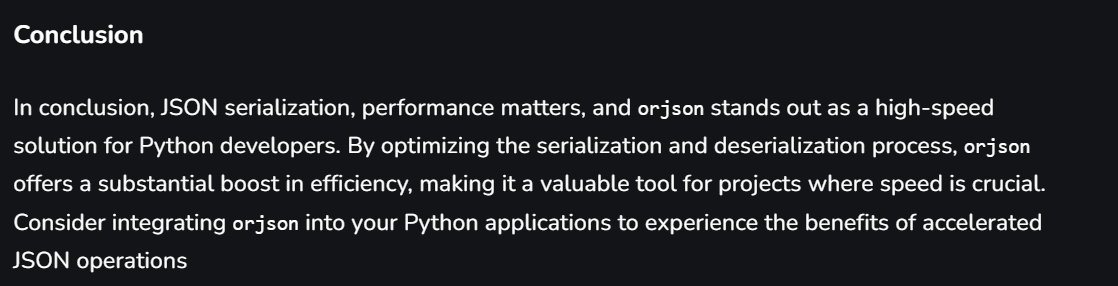 Conclusion
In conclusion, JSON serialization, performance matters, and orjson stands out as a high-speed
solution for Python developers. By optimizing the serialization and deserialization process, orjson
offers a substantial boost in efficiency, making it a valuable tool for projects where speed is crucial.
Consider integrating orjson into your Python applications to experience the benefits of accelerated
JSON operations